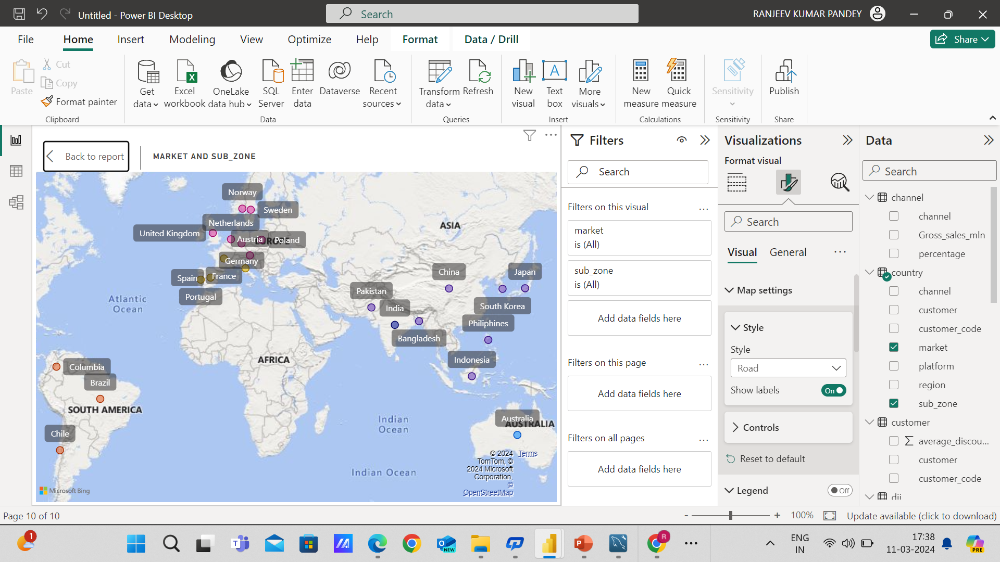 Untitled - Power BI Desktop
Search
RANJEEV KUMAR PANDEY
File
Home
Insert
Modeling
View
Optimize
Help
Format
Data / Drill
Share
Paste
Cut
Copy
Format painter
Clipboard
Get data
Excel workbook
OneLake data hub
SQL Server
Enter data
Dataverse
Recent sources
Data
Transform data
Refresh
Queries
New visual
Text box
More visuals
Insert
New measure
Quick measure
Calculations
Sensitivity
Sensitivity
Publish
Share
Back to report
MARKET AND SUB_ZONE
Norway
Sweden
Netherlands
United Kingdom
Austria
EUROPE
Poland
Germany
Spain
France
Portugal
ASIA
China
Japan
Pakistan
India
South Korea
Philiphines
Bangladesh
Indonesia
Atlantic
Ocean
AFRICA
Columbia
Brazil
SOUTH AMERICA
Chile
Indian
Ocean
Australia
AUSTRALIA
Indian Ocean
© 2024 Terms
TomTom, ©
2024 Microsoft
Corporation,
©
OpenStreetMap
Microsoft Bing
Filters
Search
Filters on this visual
...
market
is (All)
sub_zone
is (All)
Add data fields here
Filters on this page
...
Add data fields here
Filters on all pages
...
Add data fields here
Visualizations
Format visual
Search
Visual
General
...
Map settings
Style
Style
Road
Show labels
On
Controls
Reset to default
Legend
Off
Data
Search
channel
channel
Gross_sales_mln
percentage
country
channel
customer
customer_code
market
platform
region
sub_zone
customer
average_discou...
customer
customer_code
Page 10 of 10
- + 100%
Update available (click to download)
1
NEW
R
ENG
IN
17:38
11-03-2024
PRE